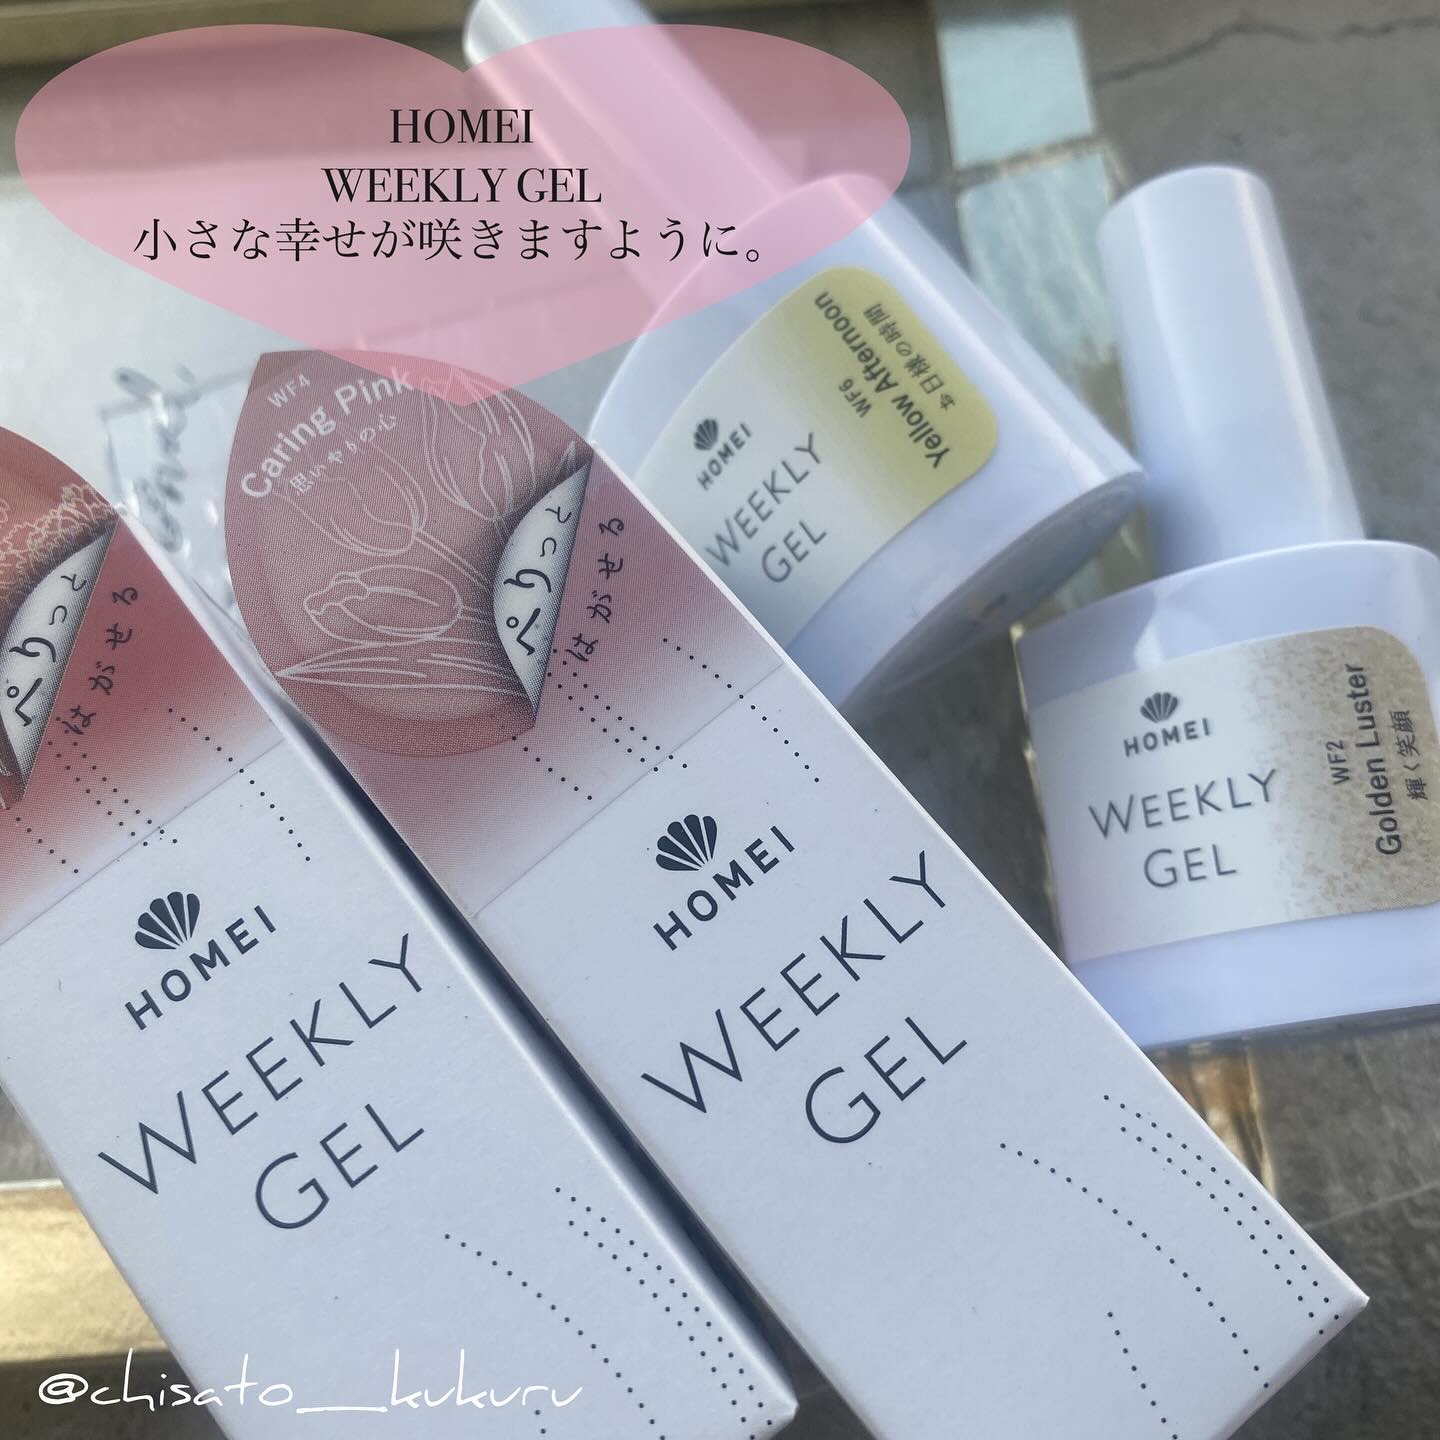 HOMEI
WEEKLY GEL
小さな幸せが咲きますように。
WF4
Caring Pink
思いやりの心
ぺりっと
はがせる
HOMEI
WEEKLY
GEL
ぺりっと
はがせる
HOMEI
WEEKLY
GEL
HOMEI
WEEKLY
GEL
WF6
Yellow Afternoon
お日様の時間
HOMEI
WEEKLY
GEL
WF2
Golden Luster
輝く笑顔
@chisato__kukuru